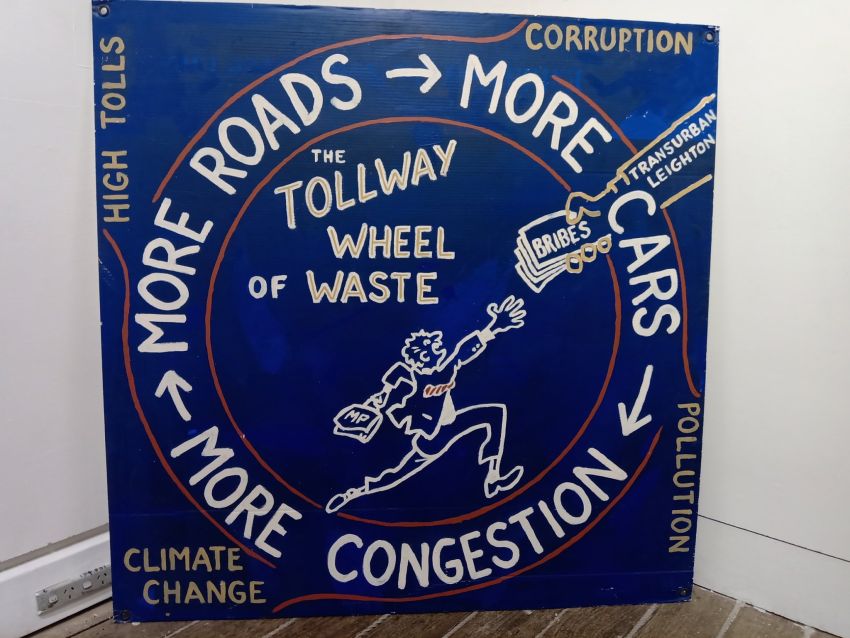 HIGH TOLLS
CORRUPTION
MORE ROADS → MORE CARS → MORE CONGESTION →
THE
TOLLWAY
WHEEL
OF WASTE
TRANSURBAN
LEIGHTON
BRIBES
MP
POLLUTION
CLIMATE
CHANGE